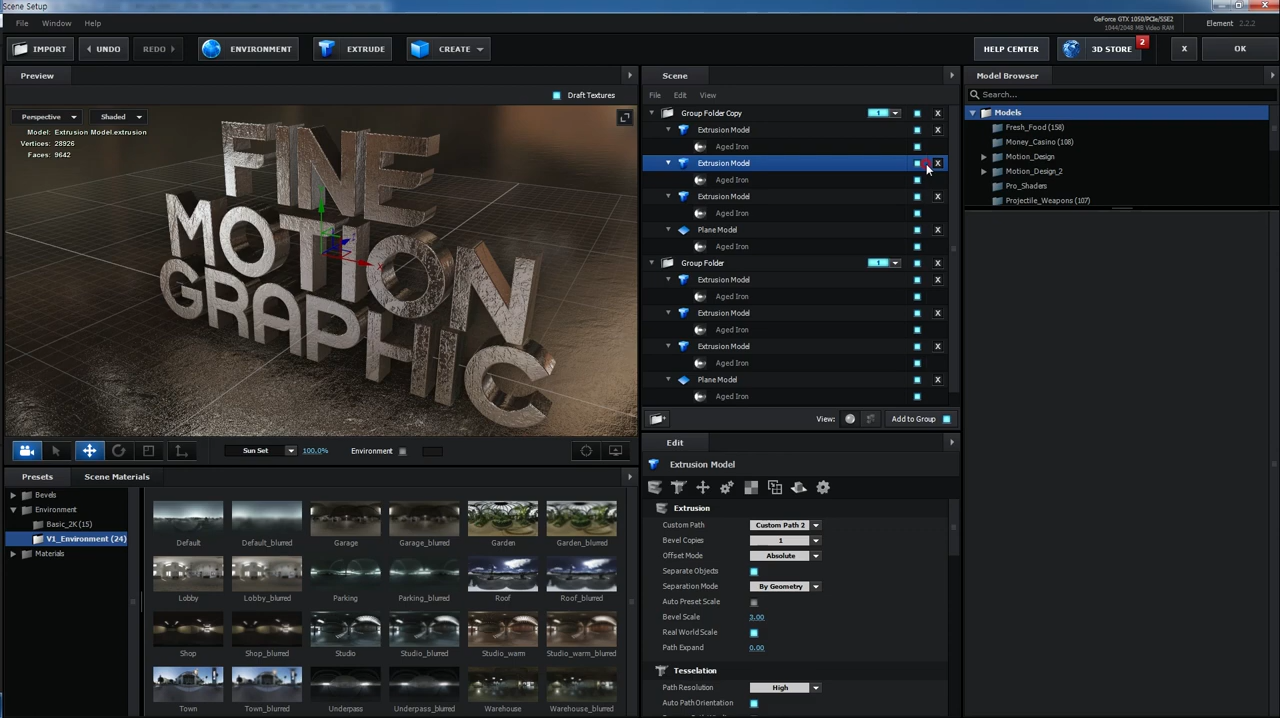 Scene Setup
File Window Help
GeForce GTX 1050/PCIe/SSE2
1044/2048 MB Video RAM
Element 2.2.2
IMPORT UNDO REDO ENVIRONMENT EXTRUDE CREATE HELP CENTER 3D STORE 2 X OK
Preview
Draft Textures
Perspective Shaded
Model: Extrusion Model.extrusion
Vertices: 28926
Faces: 9642
FINE
MOTION
GRAPHIC
Sun Set 100.0% Environment
Presets Scene Materials
Bevels
Environment
Basic_2K (15)
V1_Environment (24)
Materials
Default Default_blurred Garage Garage_blurred Garden Garden_blurred
Lobby Lobby_blurred Parking Parking_blurred Roof Roof_blurred
Shop Shop_blurred Studio Studio_blurred Studio_warm Studio_warm_blurred
Town Town_blurred Underpass Underpass_blurred Warehouse Warehouse_blurred
Scene
File Edit View
Group Folder Copy 1 X
Extrusion Model X
Aged Iron
Extrusion Model X
Aged Iron
Extrusion Model X
Aged Iron
Plane Model X
Aged Iron
Group Folder 1 X
Extrusion Model X
Aged Iron
Extrusion Model X
Aged Iron
Extrusion Model X
Aged Iron
Plane Model X
Aged Iron
View: Add to Group
Edit
Extrusion Model
Extrusion
Custom Path Custom Path 2
Bevel Copies 1
Offset Mode Absolute
Separate Objects
Separation Mode By Geometry
Auto Preset Scale
Bevel Scale 3.00
Real World Scale
Path Expand 0.00
Tesselation
Path Resolution High
Auto Path Orientation
Model Browser
Search...
Models
Fresh_Food (158)
Money_Casino (108)
Motion_Design
Motion_Design_2
Pro_Shaders
Projectile_Weapons (107)